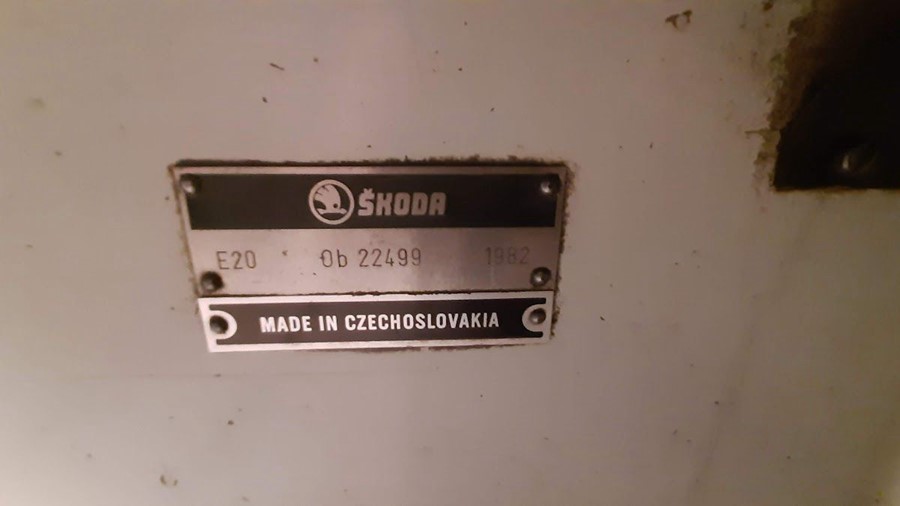 ŠKODA
E20 Ob 22499 1982
MADE IN CZECHOSLOVAKIA